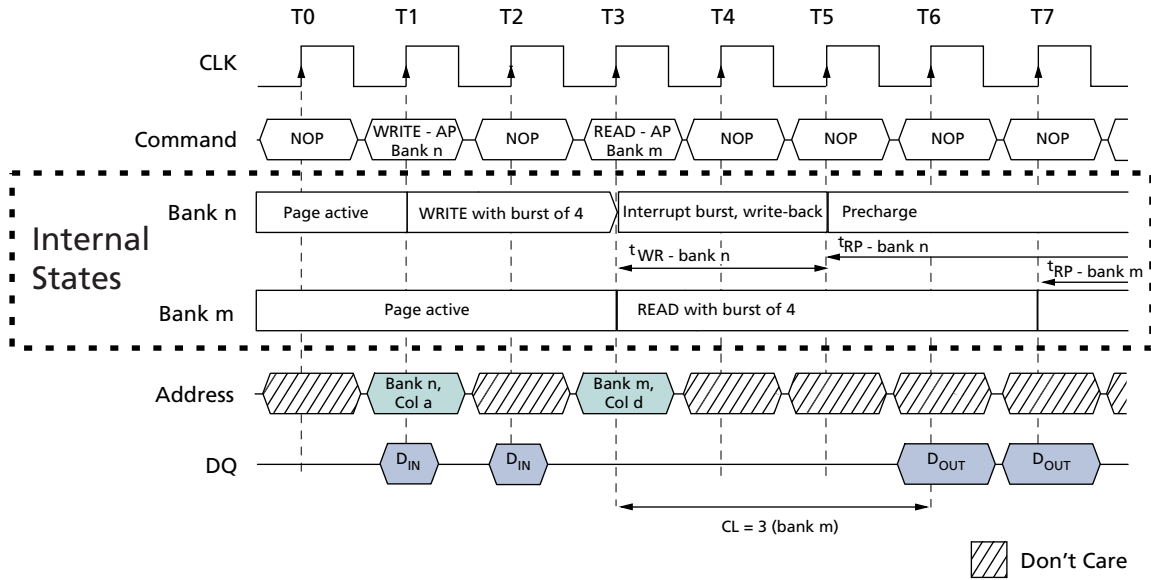 T0 T1 T2 T3 T4 T5 T6 T7
CLK
Command NOP WRITE - AP Bank n NOP READ - AP Bank m NOP NOP NOP NOP
Internal States
Bank n Page active WRITE with burst of 4 Interrupt burst, write-back Precharge
tWR - bank n tRP - bank n
tRP - bank m
Bank m Page active READ with burst of 4
Address Bank n, Col a Bank m, Col d
DQ DIN DIN DOUT DOUT
CL = 3 (bank m)
Don't Care